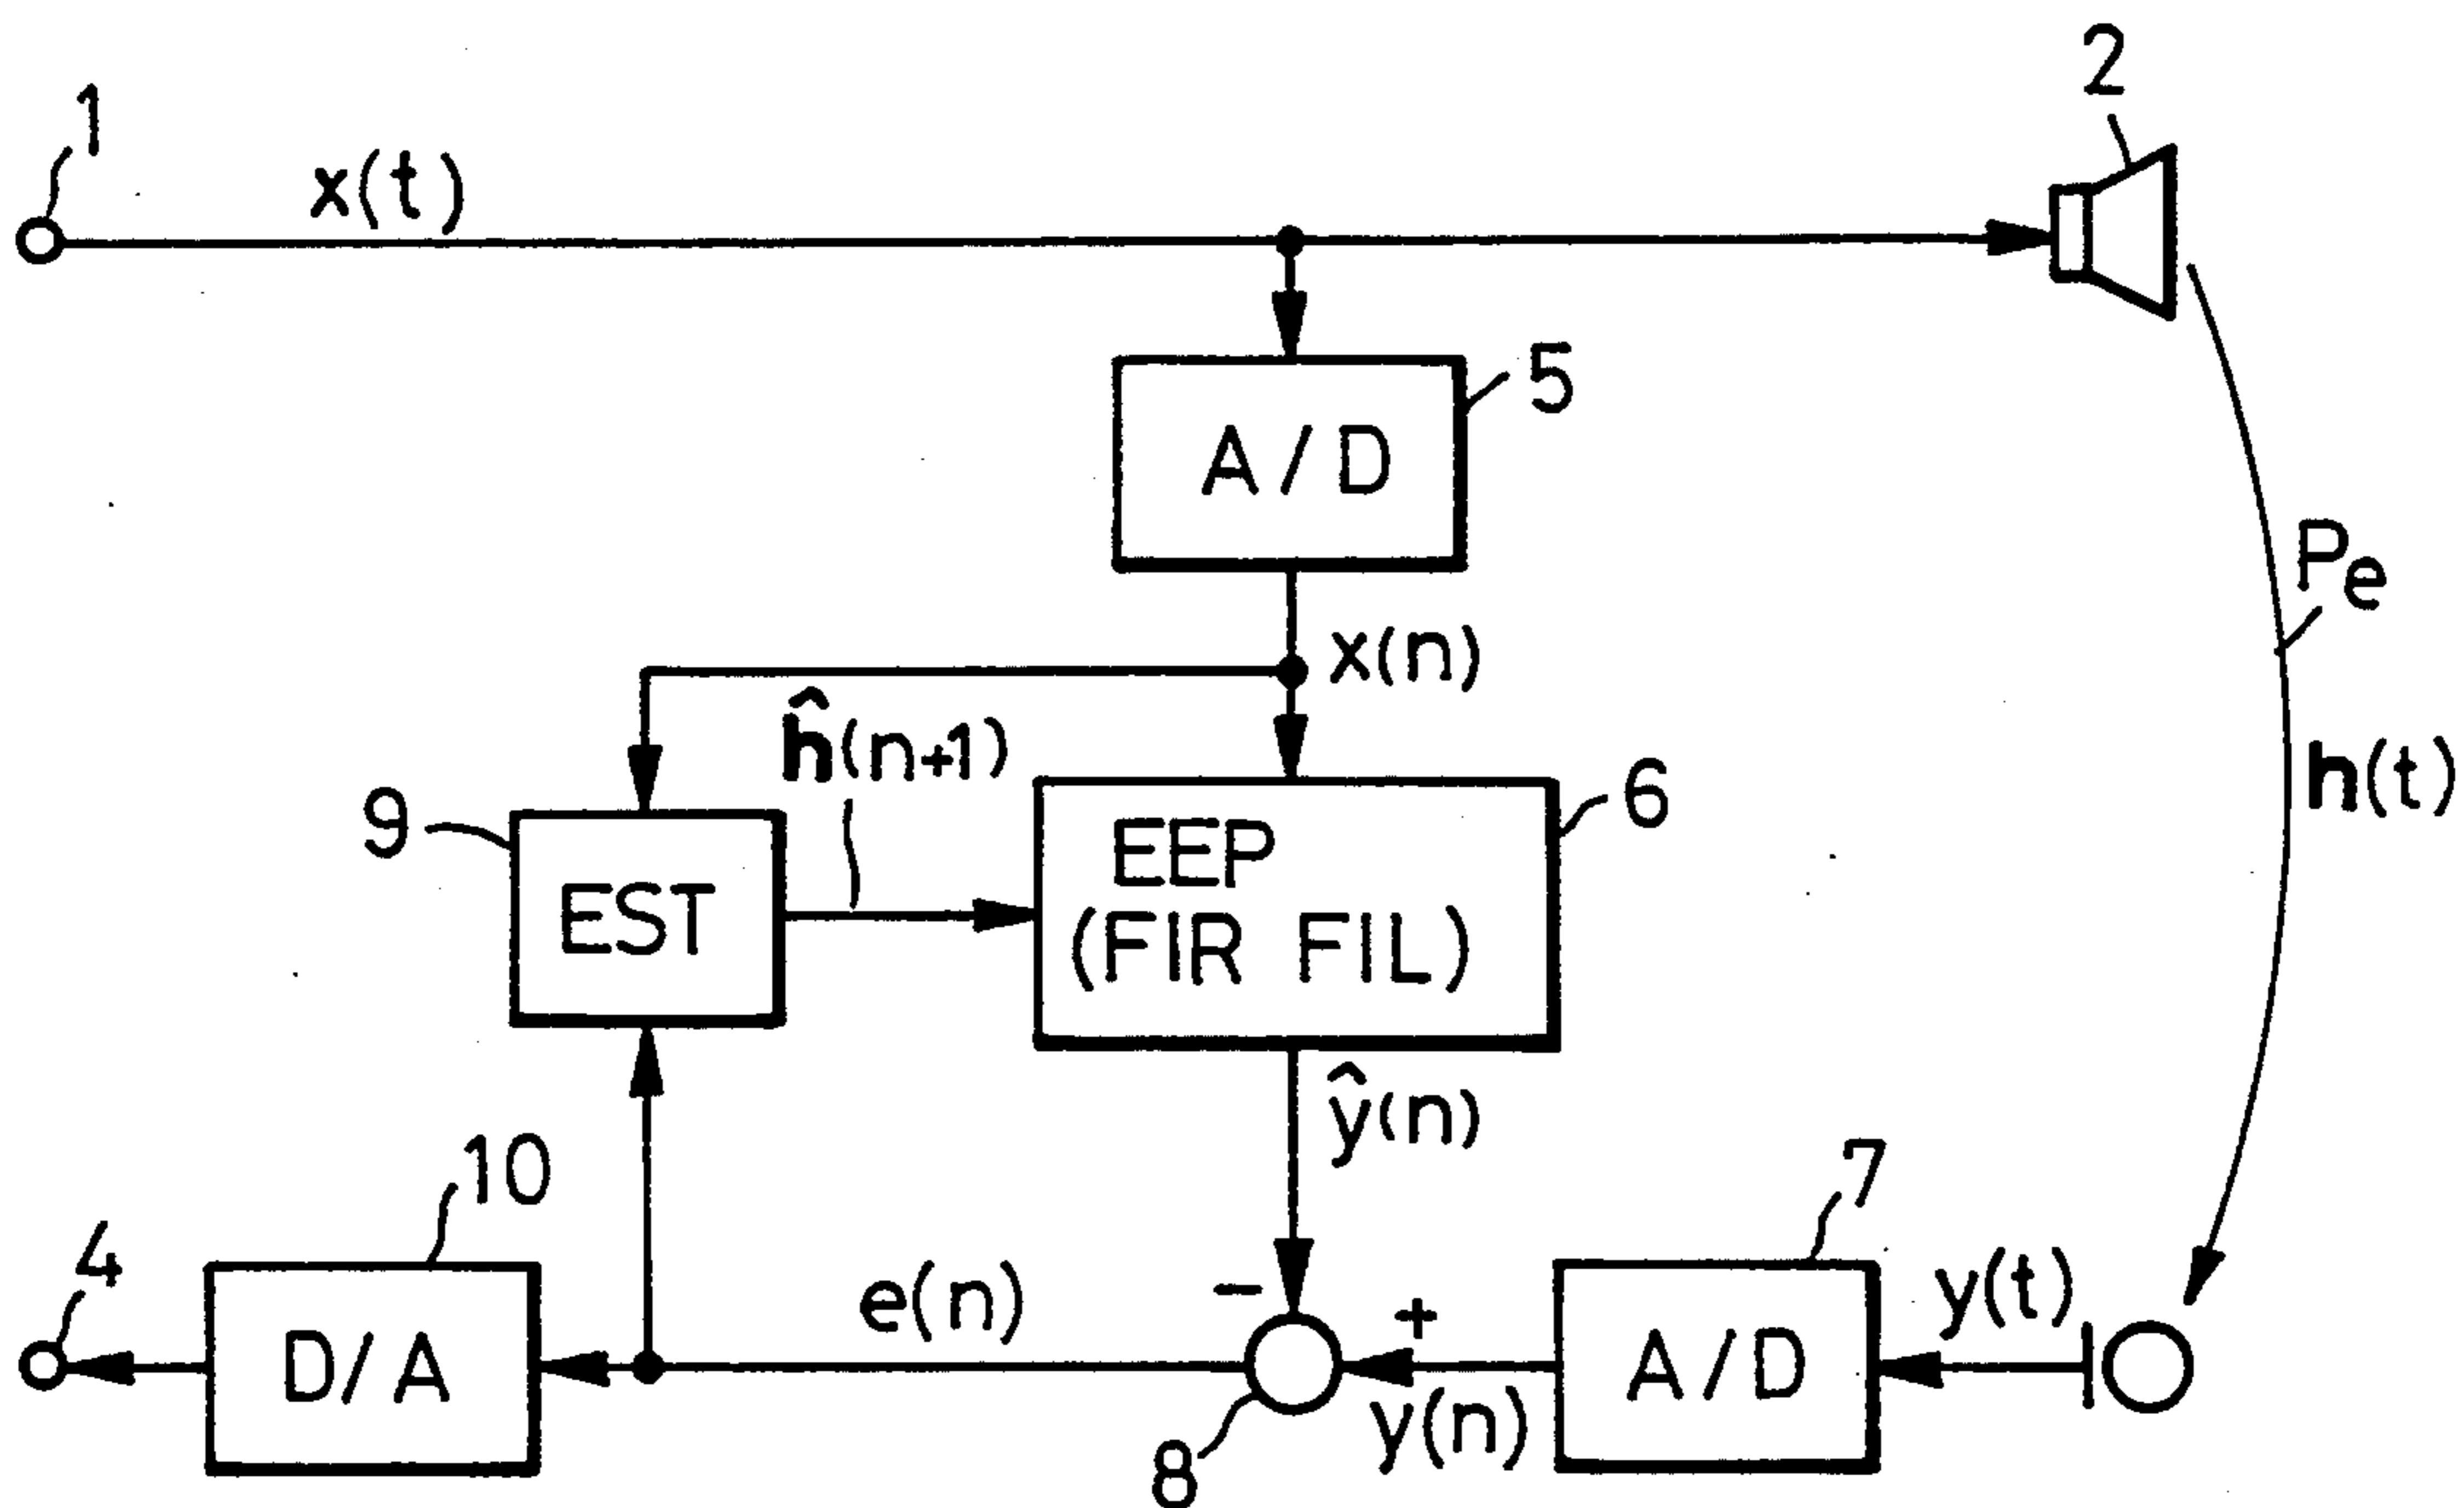 2
1
x(t)
5
A/D
Pe
x(n)
ĥ(n+1)
h(t)
9
6
EEP
(FIR FIL)
EST
ŷ(n)
10
7
4
e(n)
-
+
y(t)
D/A
A/D
y(n)
8